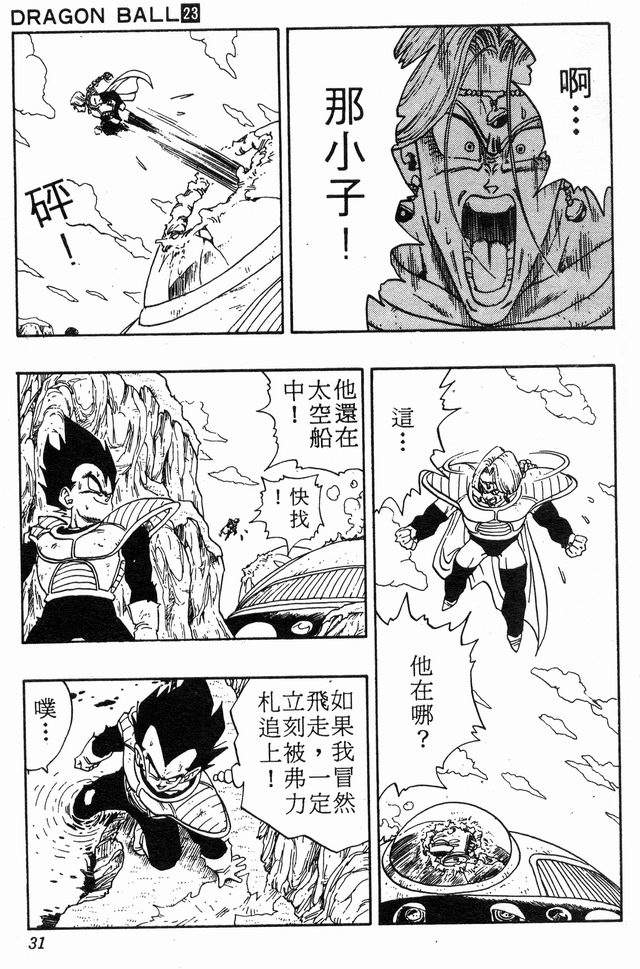 DRAGON BALL 23
啊…
那小子！
砰！
這…
他在哪？
他還在
太空船
中！
快找
！
如果我冒然
飛走，一定
立刻被弗力
札追上！
噗…
31